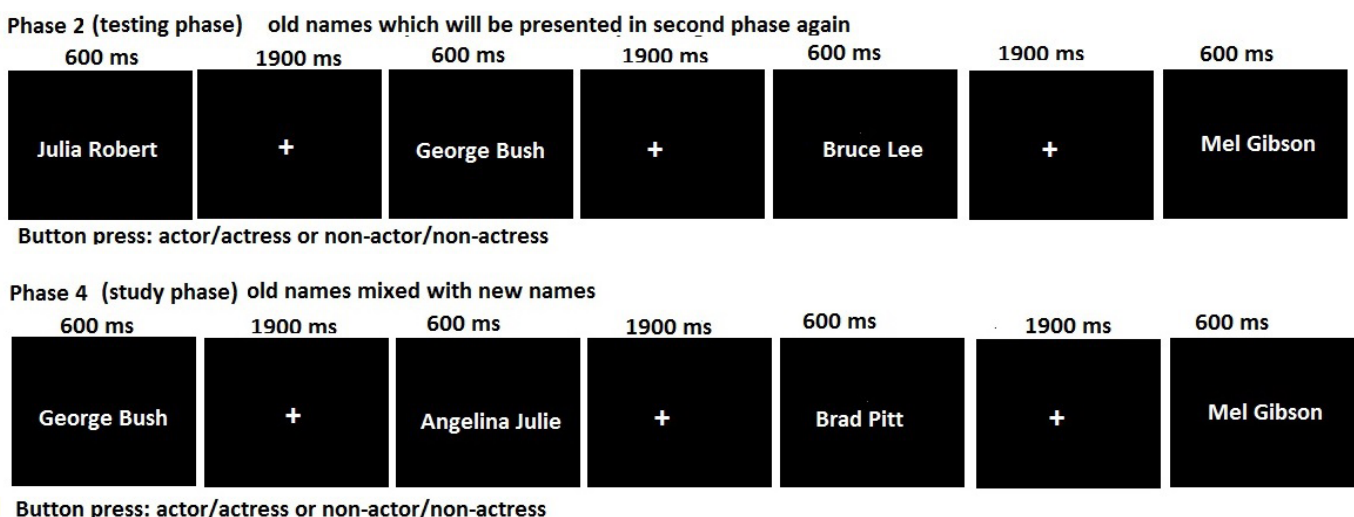 Phase 2 (testing phase) old names which will be presented in second phase again
600 ms 1900 ms 600 ms 1900 ms 600 ms 1900 ms 600 ms
Julia Robert + George Bush + Bruce Lee + Mel Gibson
Button press: actor/actress or non-actor/non-actress
Phase 4 (study phase) old names mixed with new names
600 ms 1900 ms 600 ms 1900 ms 600 ms 1900 ms 600 ms
George Bush + Angelina Julie + Brad Pitt + Mel Gibson
Button press: actor/actress or non-actor/non-actress